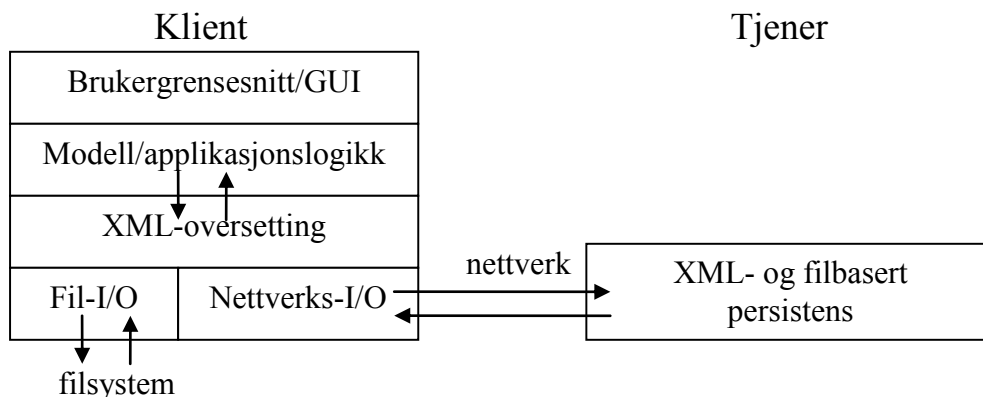 Klient
Tjener
Brukergrensesnitt/GUI
Modell/applikasjonslogikk
XML-oversetting
Fil-I/O
Nettverks-I/O
nettverk
XML- og filbasert
persistens
filsystem